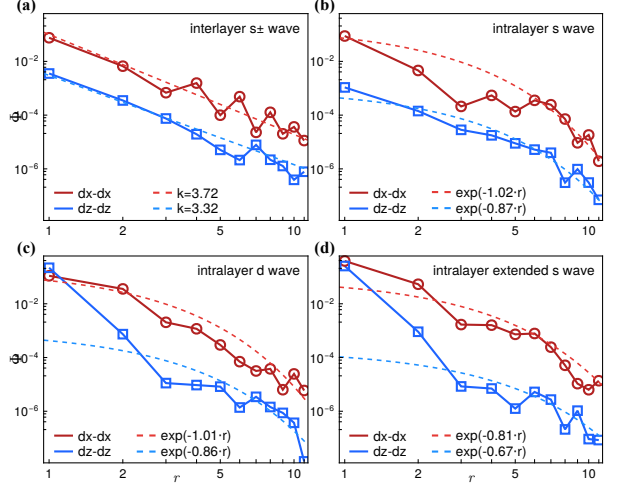 (a)
interlayer s± wave
10⁻²
10⁻⁴
10⁻⁶
Φ
dx-dx
k=3.72
dz-dz
k=3.32
1
2
5
10
(b)
intralayer s wave
10⁻²
10⁻⁴
10⁻⁶
dx-dx
exp(-1.02·r)
dz-dz
exp(-0.87·r)
1
2
5
10
(c)
intralayer d wave
10⁻²
10⁻⁴
10⁻⁶
Φ
dx-dx
exp(-1.01·r)
dz-dz
exp(-0.86·r)
1
2
5
10
r
(d)
intralayer extended s wave
10⁻²
10⁻⁴
10⁻⁶
dx-dx
exp(-0.81·r)
dz-dz
exp(-0.67·r)
1
2
5
10
r